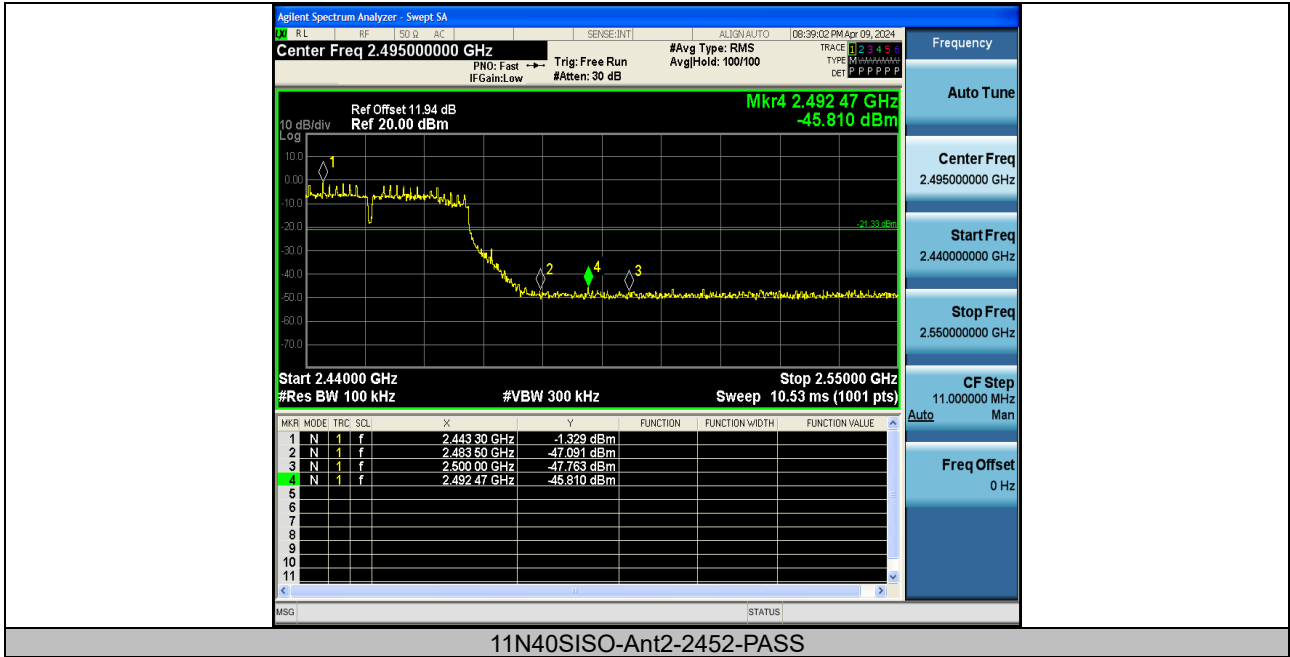 Agilent Spectrum Analyzer - Swept SA
LXI RL RF 50 Ω AC SENSE:INT ALIGN AUTO 08:39:02 PM Apr 09, 2024
Center Freq 2.495000000 GHz
#Avg Type: RMS
TRACE 1 2 3 4 5 6
PNO: Fast
Trig: Free Run
Avg|Hold: 100/100
TYPE M
IFGain:Low
#Atten: 30 dB
DET P P P P P P
Mkr4 2.492 47 GHz
-45.810 dBm
Ref Offset 11.94 dB
10 dB/div Ref 20.00 dBm
Log
10.0
1
0.00
-10.0
-20.0
-21.33 dBm
-30.0
-40.0
2 4 3
-50.0
-60.0
-70.0
Start 2.44000 GHz Stop 2.55000 GHz
#Res BW 100 kHz #VBW 300 kHz Sweep 10.53 ms (1001 pts)
MKR MODE TRC SCL X Y FUNCTION FUNCTION WIDTH FUNCTION VALUE
1 N 1 f 2.443 30 GHz -1.329 dBm
2 N 1 f 2.483 50 GHz -47.091 dBm
3 N 1 f 2.500 00 GHz -47.763 dBm
4 N 1 f 2.492 47 GHz -45.810 dBm
5
6
7
8
9
10
11
MSG STATUS
Frequency
Auto Tune
Center Freq
2.495000000 GHz
Start Freq
2.440000000 GHz
Stop Freq
2.550000000 GHz
CF Step
11.000000 MHz
Auto Man
Freq Offset
0 Hz
11N40SISO-Ant2-2452-PASS